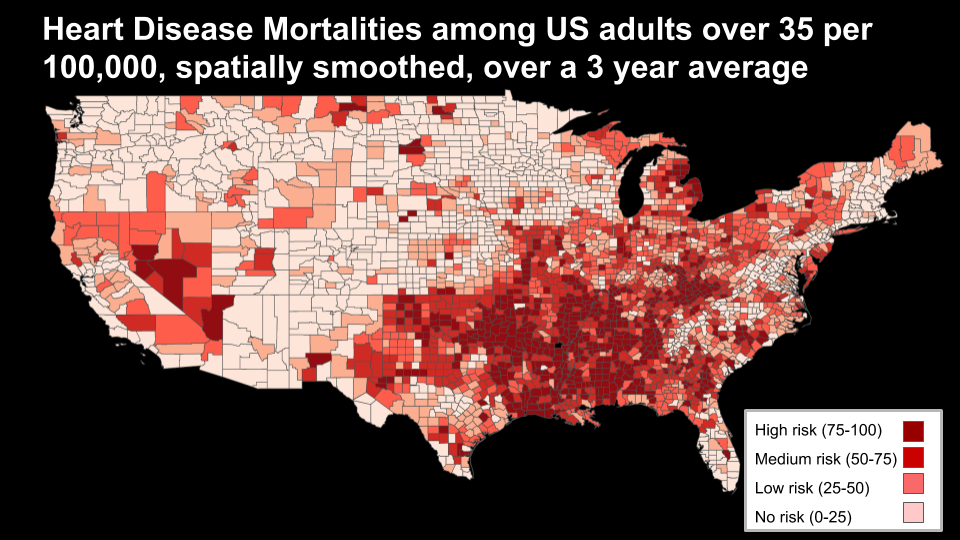 Heart Disease Mortalities among US adults over 35 per
100,000, spatially smoothed, over a 3 year average
High risk (75-100)
Medium risk (50-75)
Low risk (25-50)
No risk (0-25)